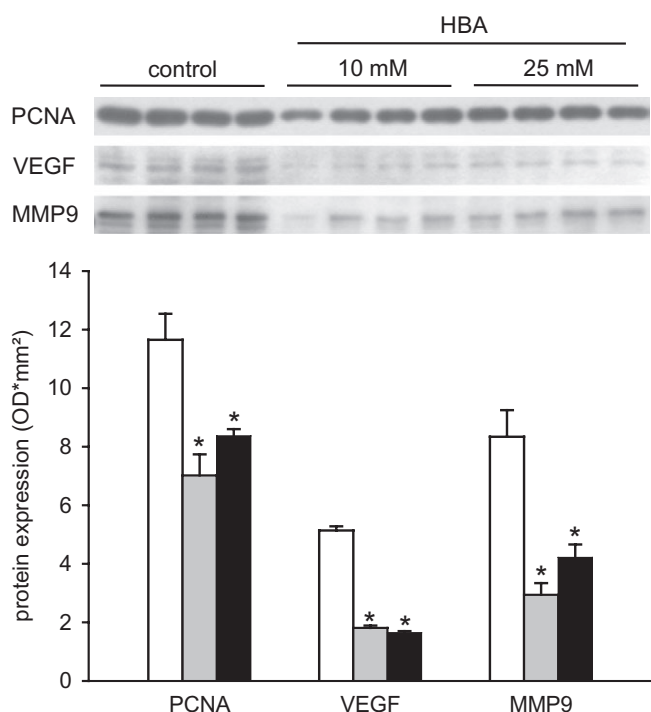 HBA
control 10 mM 25 mM
PCNA
VEGF
MMP9
14
12
10
8
6
4
2
0
protein expression (OD*mm²)
* *
* *
* *
PCNA VEGF MMP9